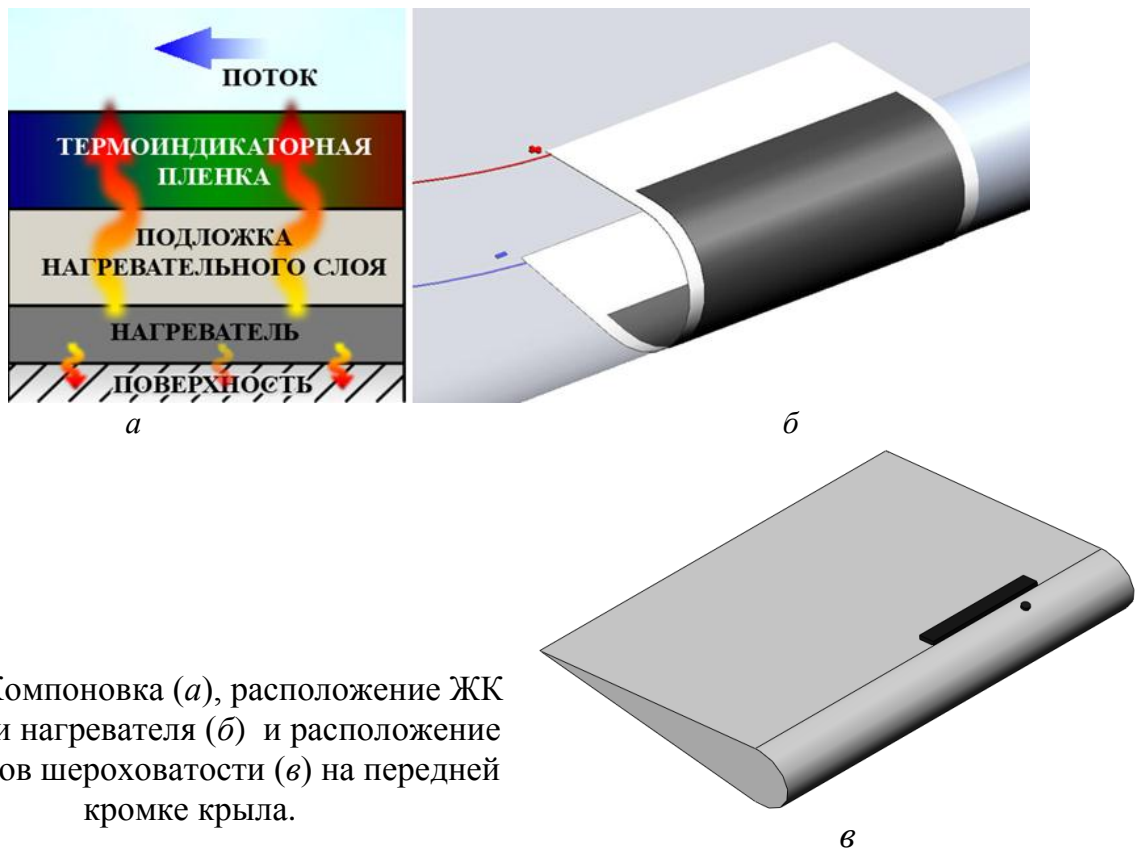 ПОТОК
ТЕРМОИНДИКАТОРНАЯ
ПЛЕНКА
ПОДЛОЖКА
НАГРЕВАТЕЛЬНОГО СЛОЯ
НАГРЕВАТЕЛЬ
ПОВЕРХНОСТЬ
а
б
Компоновка (а), расположение ЖК
и нагревателя (б) и расположение
ов шероховатости (в) на передней
кромке крыла.
в